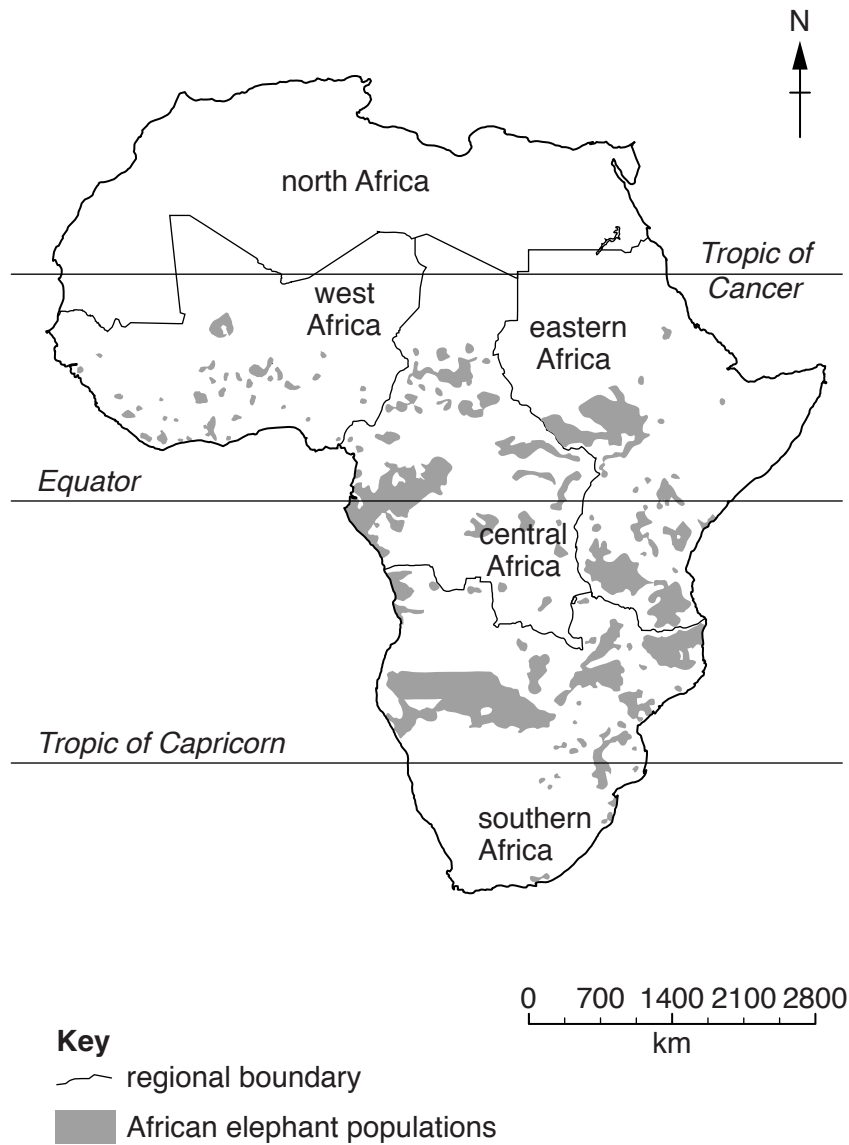 N
north Africa
Tropic of
Cancer
west
Africa
eastern
Africa
Equator
central
Africa
Tropic of Capricorn
southern
Africa
0 700 1400 2100 2800
km
Key
regional boundary
African elephant populations